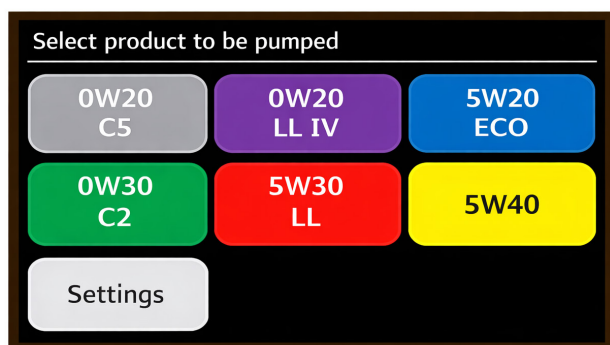 Select product to be pumped
0W20
C5
0W20
LL IV
5W20
ECO
0W30
C2
5W30
LL
5W40
Settings